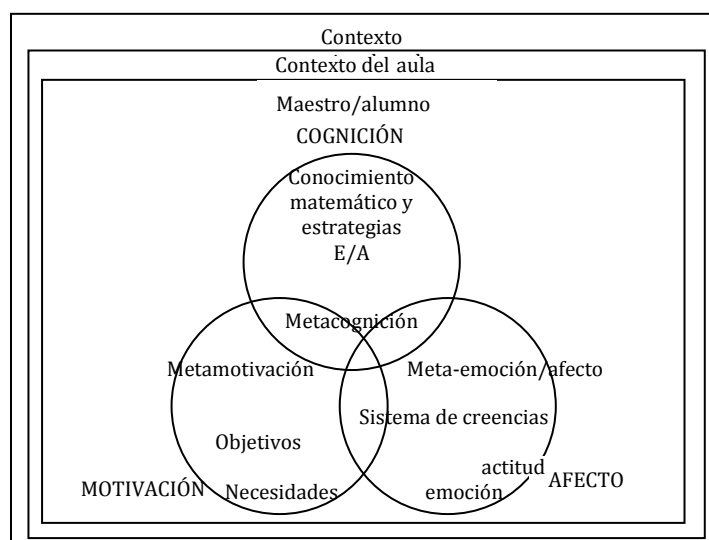 Contexto
Contexto del aula
Maestro/alumno
COGNICIÓN
Conocimiento
matemático y
estrategias
E/A
Metacognición
Metamotivación
Meta-emoción/afecto
Sistema de creencias
Objetivos
actitud
MOTIVACIÓN
Necesidades
emoción
AFECTO